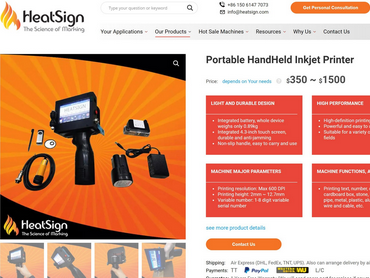 HeatSign
The Science of Marking
Type your question or keyword
+86 150 6147 7073
info@heatsign.com
Get Personal Consultation
Your Applications
Our Products
Hot Sale Machines
Resources
Why Us
Contact Us
Portable HandHeld Inkjet Printer
Price: depends on Your needs $350 ~ $1500
LIGHT AND DURABLE DESIGN
Integrated battery, whole device
weighs only 0.89kg
Integrated 4.3 inch touch screen,
durable and anti-jamming.
Non-slip handle, easy to carry and use
HIGH PERFORMANCE
High-definition printing
Powerful and easy to
Suitable for a variety of
fields
MACHINE MAJOR PARAMETERS
Printing resolution: Max 600 DPI
Printing height: 2mm – 12.7mm
Variable number: 1-8 digit variable
serial number
MACHINE FUNCTIONS, A
Printing text, number,
cardboard box, stone,
pipe, metal, plastic, al
wire and cable, etc.
see more product details
Contact Us
HeatSign
The Science of Marking
Shipping: Air Express (DHL, FeDEx, TNT, UPS). Also can arrange delivery by ai
Payments: TT PayPal WESTERN UNION L/C